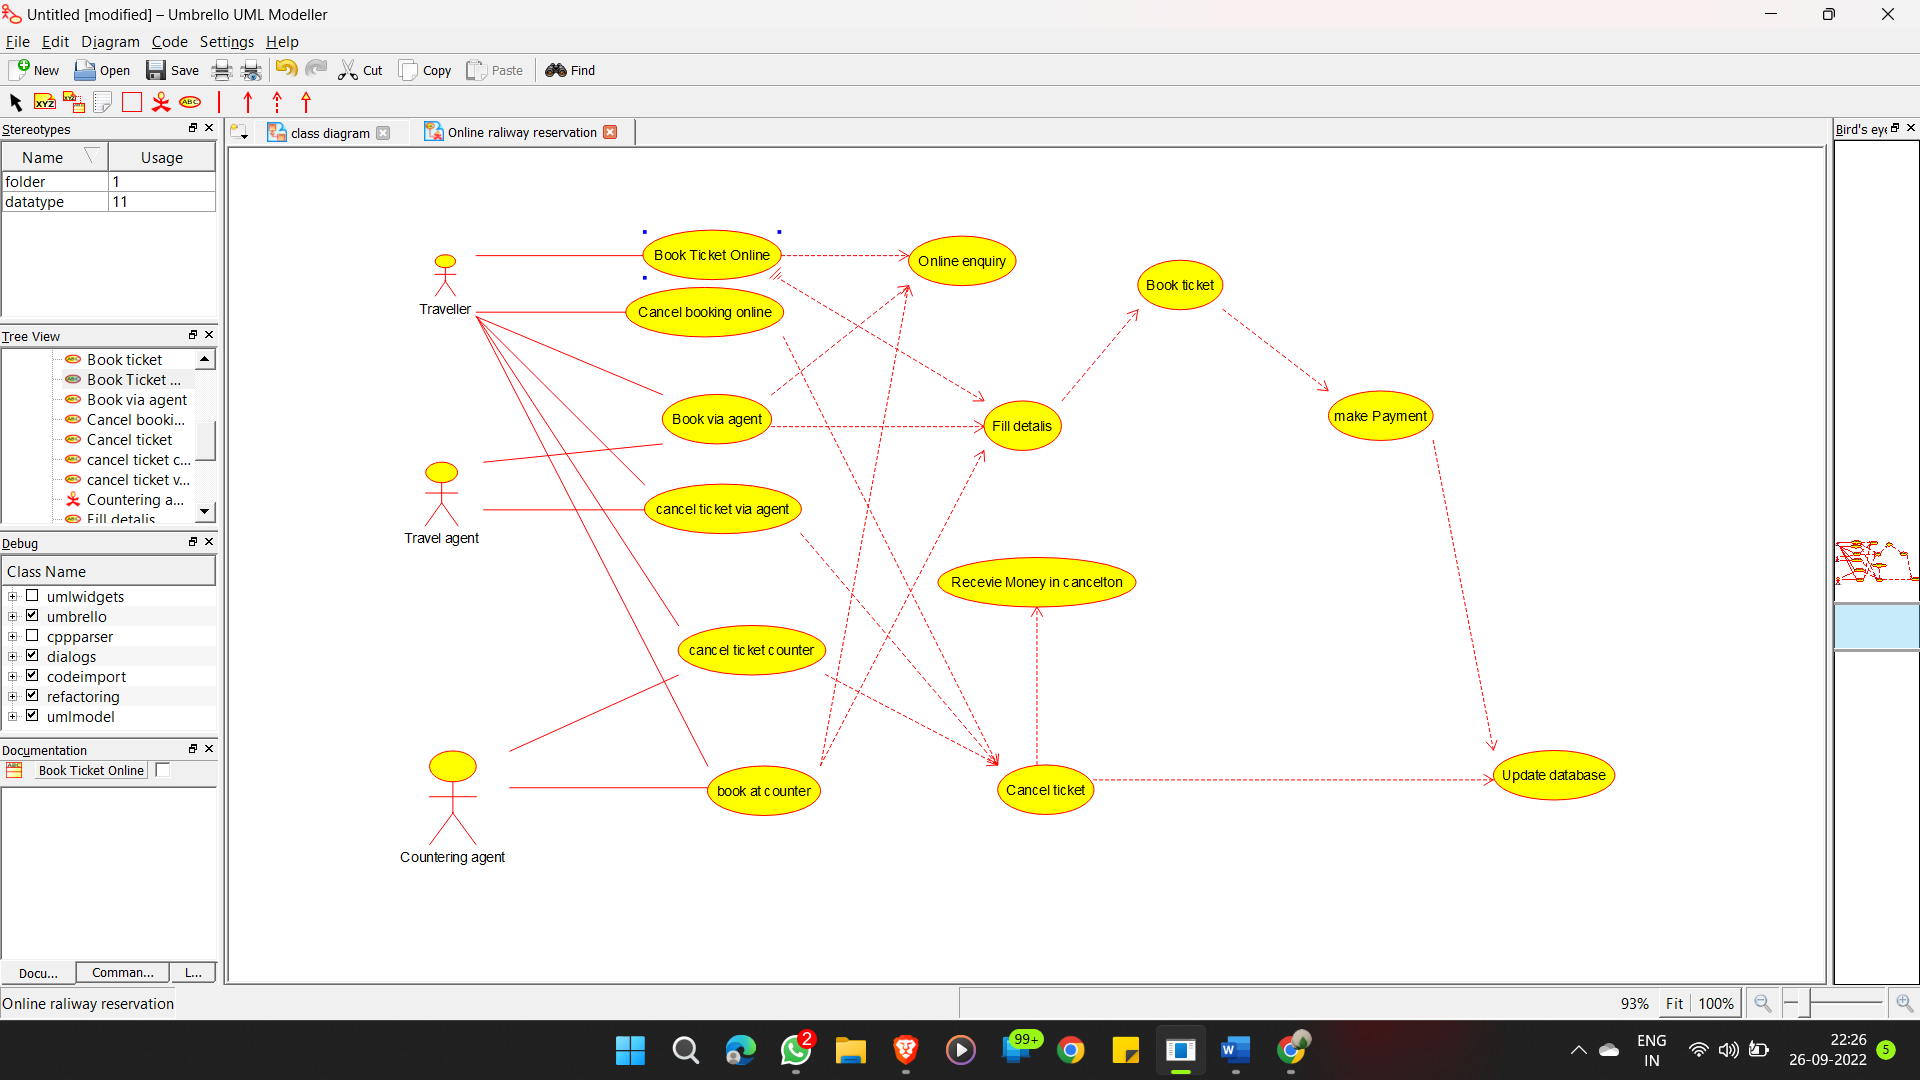 Untitled [modified] – Umbrello UML Modeller
File Edit Diagram Code Settings Help
New Open Save Cut Copy Paste Find
XYZ XYZ ABC
Stereotypes
Name Usage
folder 1
datatype 11
Tree View
Book ticket
Book Ticket ...
Book via agent
Cancel booki...
Cancel ticket
cancel ticket c...
cancel ticket v...
Countering a...
Fill detalis
Debug
Class Name
umlwidgets
umbrello
cppparser
dialogs
codeimport
refactoring
umlmodel
Documentation
Book Ticket Online
Docu... Comman... L...
class diagram
Online raliway reservation
Bird's eye
Traveller
Travel agent
Countering agent
Book Ticket Online
Cancel booking online
Book via agent
cancel ticket via agent
cancel ticket counter
book at counter
Online enquiry
Fill detalis
Recevie Money in cancelton
Cancel ticket
Book ticket
make Payment
Update database
Online raliway reservation
93% Fit 100%
2
99+
ENG
IN
22:26
26-09-2022
5